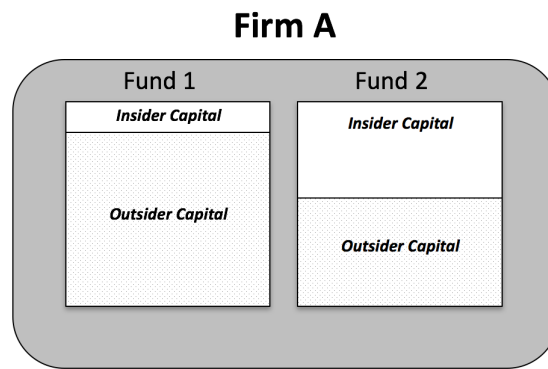 Firm A
Fund 1
Fund 2
Insider Capital
Insider Capital
Outsider Capital
Outsider Capital